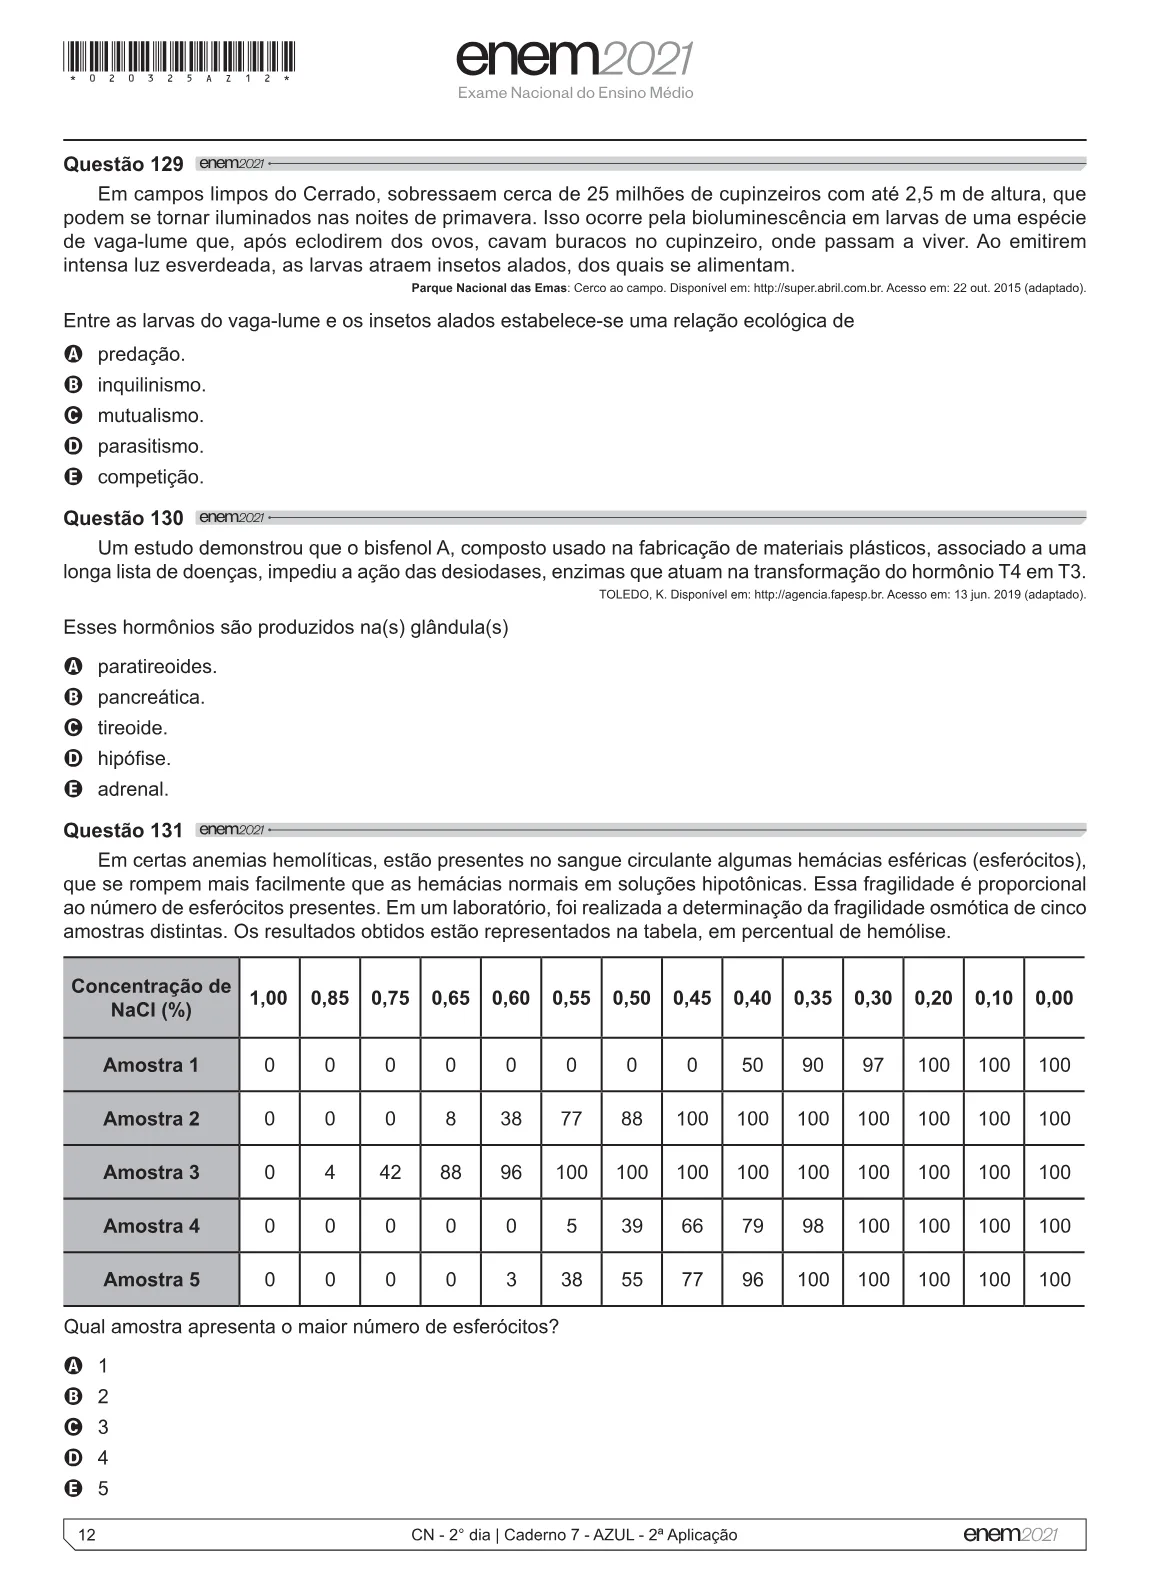 enem2021
*020325AZ12*
Exame Nacional do Ensino Médio
Questão 129 enem2021
Em campos limpos do Cerrado, sobressaem cerca de 25 milhões de cupinzeiros com até 2,5 m de altura, que
podem se tornar iluminados nas noites de primavera. Isso ocorre pela bioluminescência em larvas de uma espécie
de vaga-lume que, após eclodirem dos ovos, cavam buracos no cupinzeiro, onde passam a viver. Ao emitirem
intensa luz esverdeada, as larvas atraem insetos alados, dos quais se alimentam.
Parque Nacional das Emas: Cerco ao campo. Disponível em: http://super.abril.com.br. Acesso em: 22 out. 2015 (adaptado).
Entre as larvas do vaga-lume e os insetos alados estabelece-se uma relação ecológica de
A predação.
B inquilinismo.
C mutualismo.
D parasitismo.
E competição.
Questão 130 enem2021
Um estudo demonstrou que o bisfenol A, composto usado na fabricação de materiais plásticos, associado a uma
longa lista de doenças, impediu a ação das desiodases, enzimas que atuam na transformação do hormônio T4 em T3.
TOLEDO, K. Disponível em: http://agencia.fapesp.br. Acesso em: 13 jun. 2019 (adaptado).
Esses hormônios são produzidos na(s) glândula(s)
A paratireoides.
B pancreática.
C tireoide.
D hipófise.
E adrenal.
Questão 131 enem2021
Em certas anemias hemolíticas, estão presentes no sangue circulante algumas hemácias esféricas (esferócitos),
que se rompem mais facilmente que as hemácias normais em soluções hipotônicas. Essa fragilidade é proporcional
ao número de esferócitos presentes. Em um laboratório, foi realizada a determinação da fragilidade osmótica de cinco
amostras distintas. Os resultados obtidos estão representados na tabela, em percentual de hemólise.
Concentração de
NaCl (%) 1,00 0,85 0,75 0,65 0,60 0,55 0,50 0,45 0,40 0,35 0,30 0,20 0,10 0,00
Amostra 1 0 0 0 0 0 0 0 0 50 90 97 100 100 100
Amostra 2 0 0 0 8 38 77 88 100 100 100 100 100 100 100
Amostra 3 0 4 42 88 96 100 100 100 100 100 100 100 100 100
Amostra 4 0 0 0 0 0 5 39 66 79 98 100 100 100 100
Amostra 5 0 0 0 0 3 38 55 77 96 100 100 100 100 100
Qual amostra apresenta o maior número de esferócitos?
A 1
B 2
C 3
D 4
E 5
12 CN - 2° dia | Caderno 7 - AZUL - 2ª Aplicação enem2021